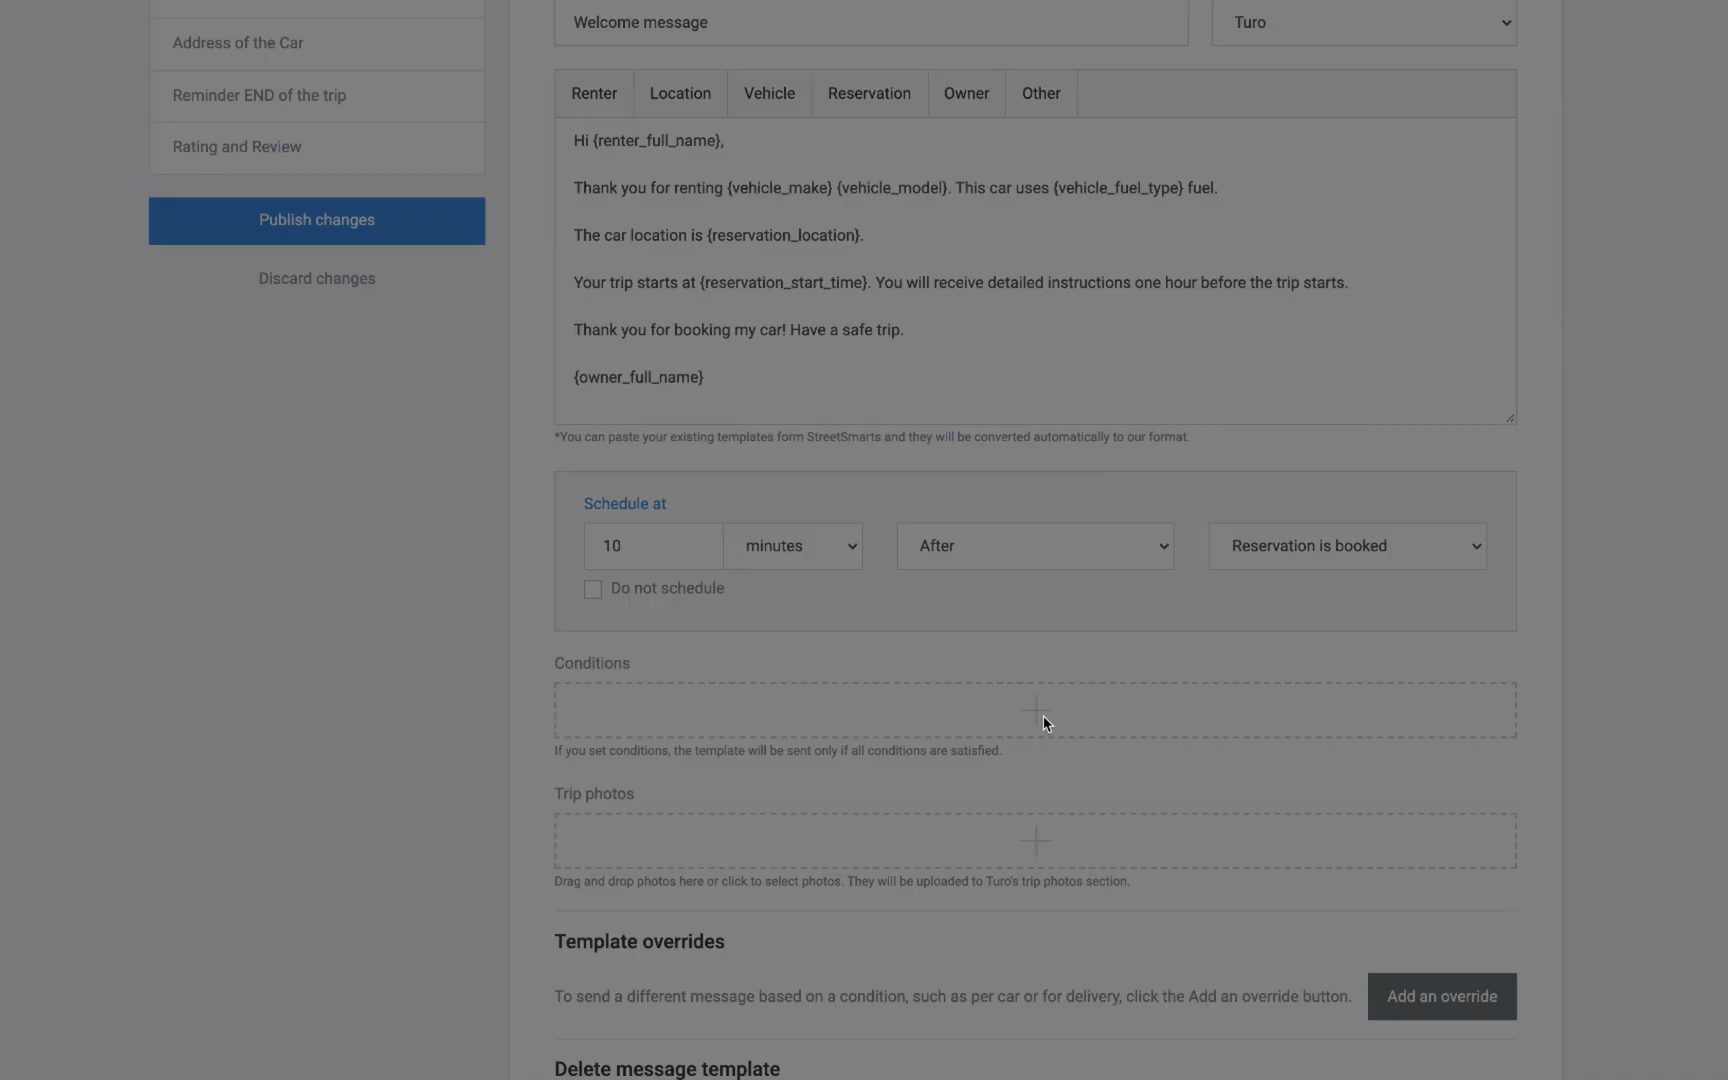 Welcome message
Turo
Address of the Car
Reminder END of the trip
Rating and Review
Publish changes
Discard changes
Renter Location Vehicle Reservation Owner Other
Hi {renter_full_name},
Thank you for renting {vehicle_make} {vehicle_model}. This car uses {vehicle_fuel_type} fuel.
The car location is {reservation_location}.
Your trip starts at {reservation_start_time}. You will receive detailed instructions one hour before the trip starts.
Thank you for booking my car! Have a safe trip.
{owner_full_name}
*You can paste your existing templates form StreetSmarts and they will be converted automatically to our format.
Schedule at
10 minutes After Reservation is booked
Do not schedule
Conditions
If you set conditions, the template will be sent only if all conditions are satisfied.
Trip photos
Drag and drop photos here or click to select photos. They will be uploaded to Turo's trip photos section.
Template overrides
To send a different message based on a condition, such as per car or for delivery, click the Add an override button.
Add an override
Delete message template